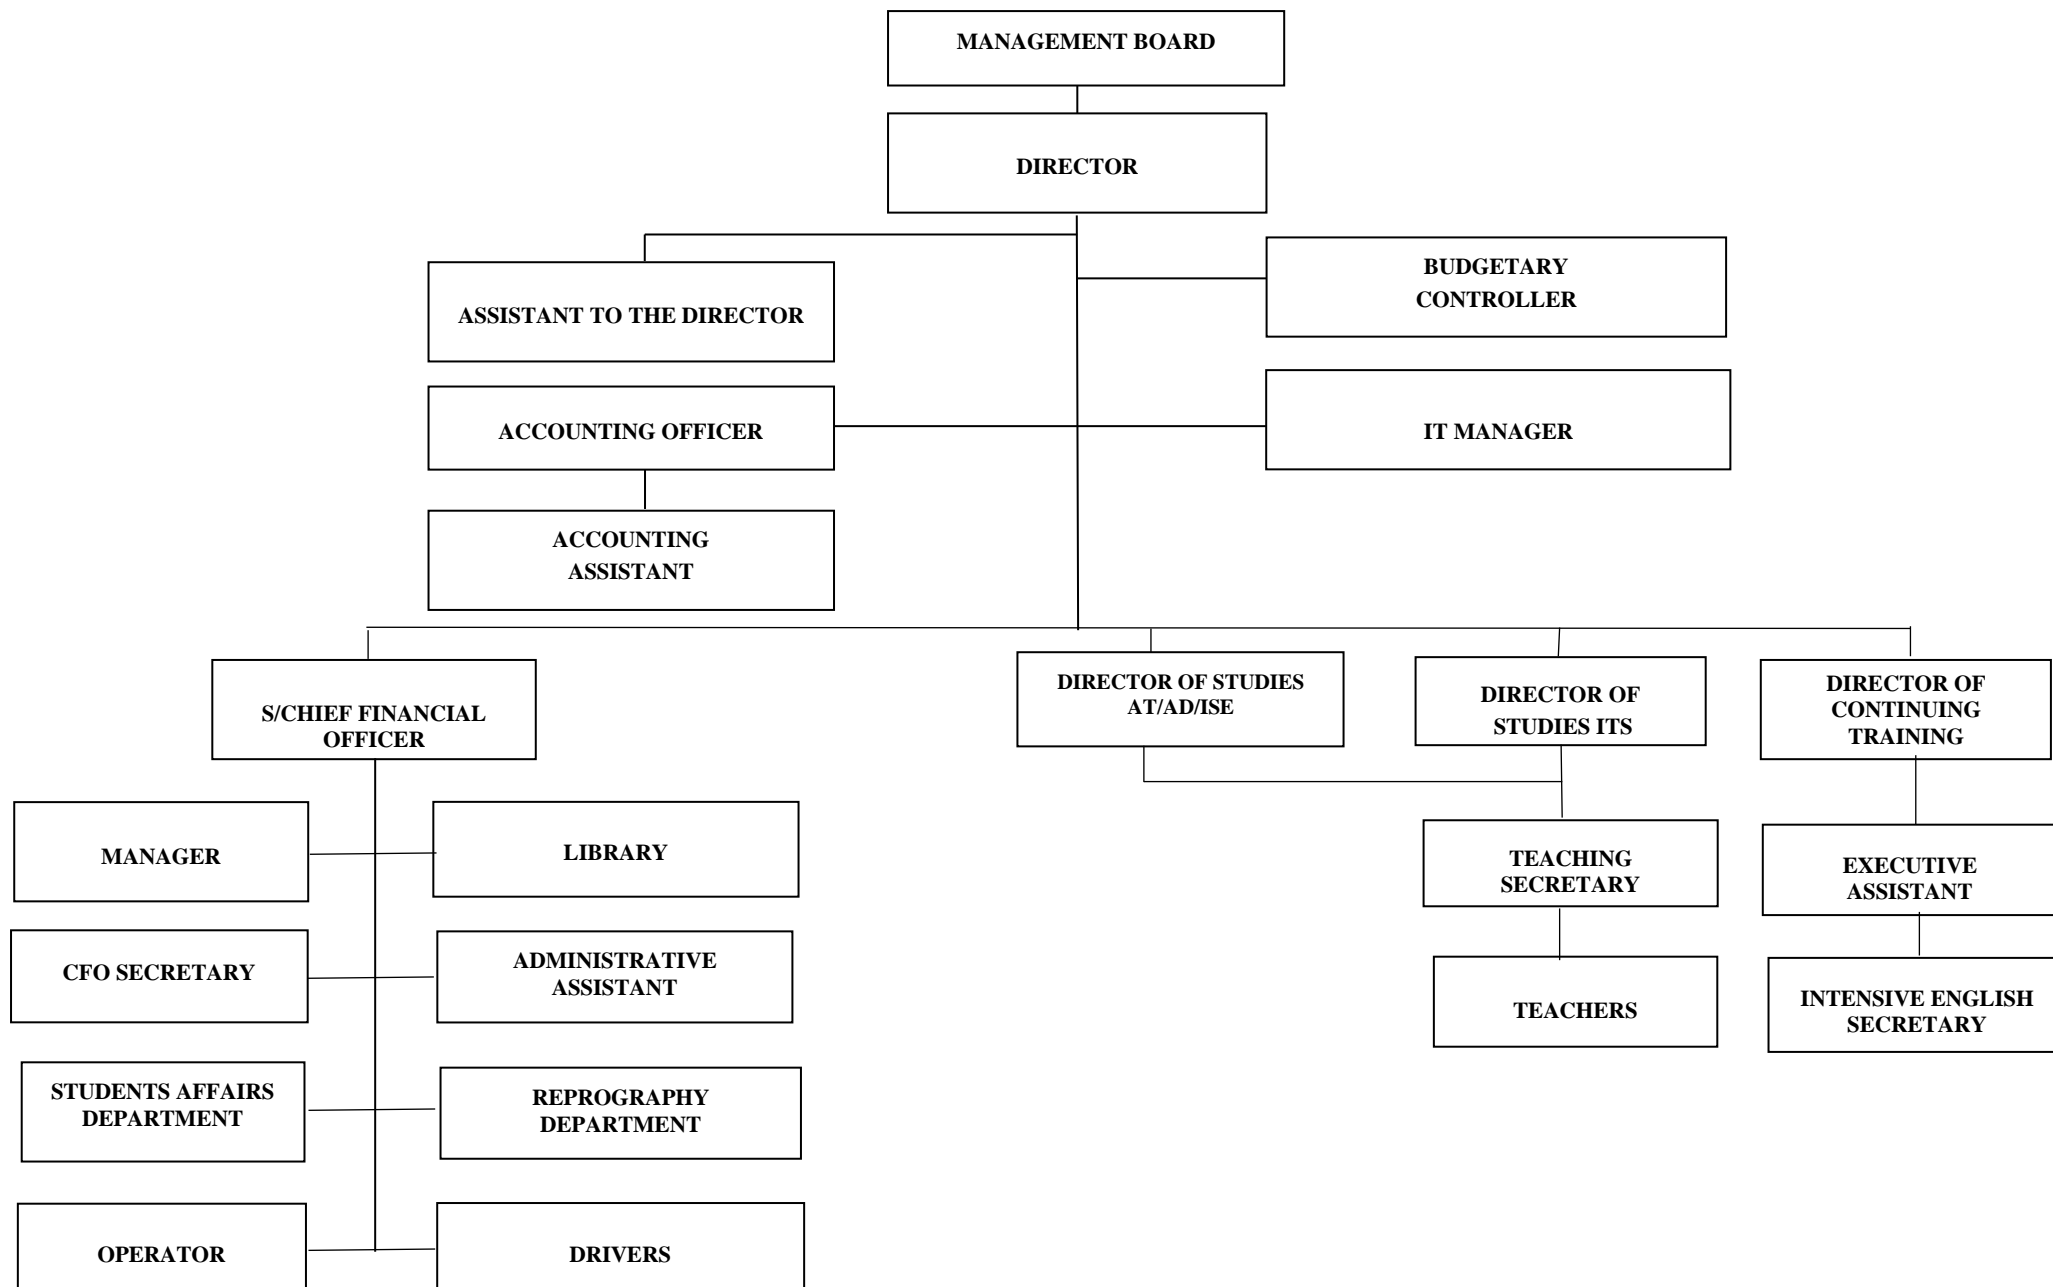 MANAGEMENT BOARD
DIRECTOR
ASSISTANT TO THE DIRECTOR
BUDGETARY
CONTROLLER
ACCOUNTING OFFICER
IT MANAGER
ACCOUNTING
ASSISTANT
S/CHIEF FINANCIAL
OFFICER
DIRECTOR OF STUDIES
AT/AD/ISE
DIRECTOR OF
STUDIES ITS
DIRECTOR OF
CONTINUING
TRAINING
MANAGER
LIBRARY
TEACHING
SECRETARY
EXECUTIVE
ASSISTANT
CFO SECRETARY
ADMINISTRATIVE
ASSISTANT
TEACHERS
INTENSIVE ENGLISH
SECRETARY
STUDENTS AFFAIRS
DEPARTMENT
REPROGRAPHY
DEPARTMENT
OPERATOR
DRIVERS